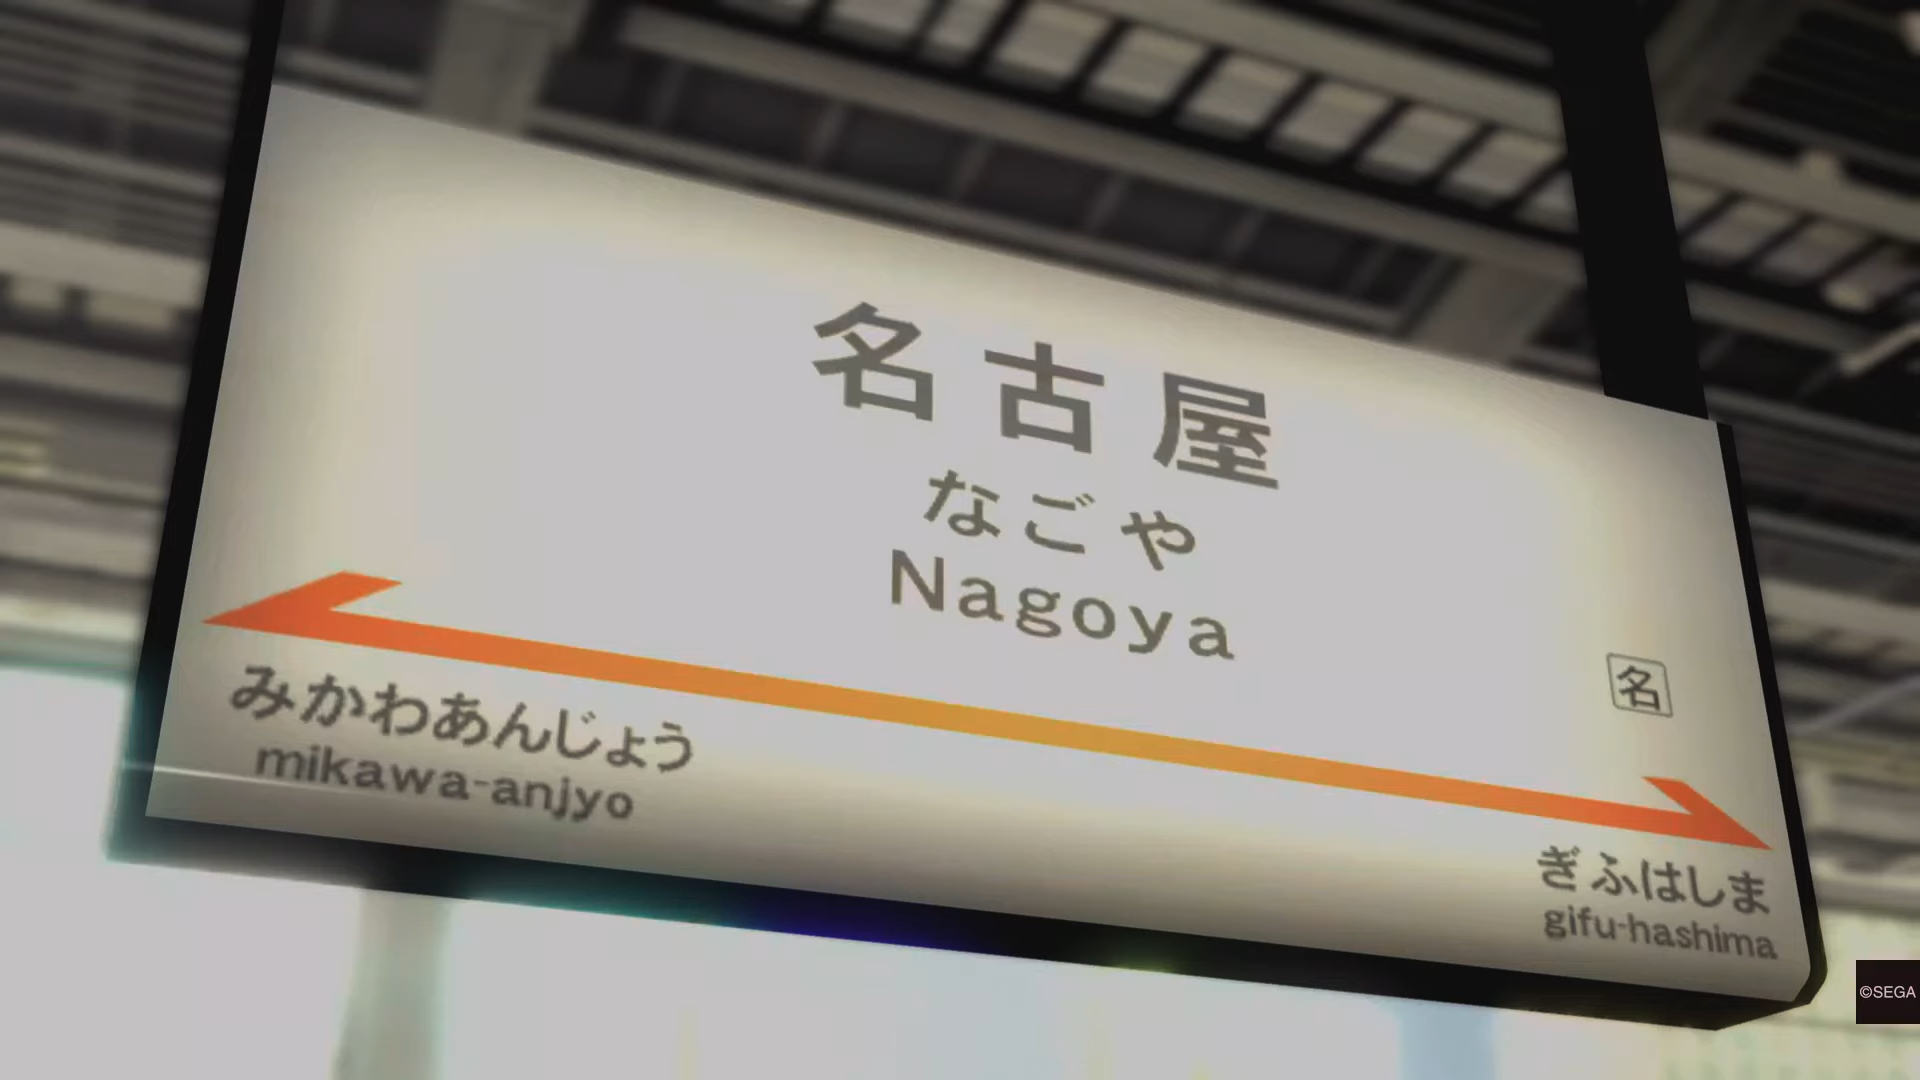 名古屋
なごや
Nagoya
名
みかわあんじょう
mikawa-anjyo
ぎふはしま
gifu-hashima
©SEGA